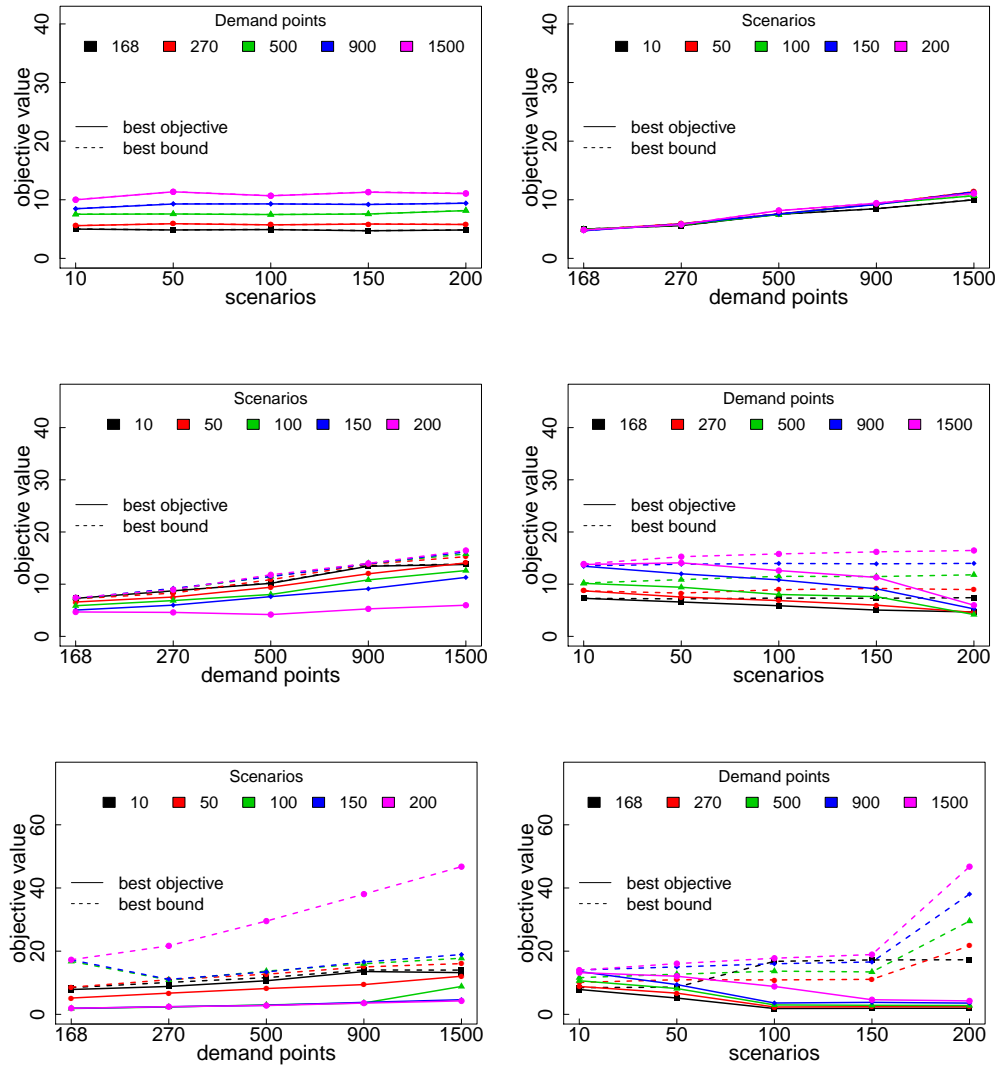 Demand points
168 270 500 900 1500
best objective
best bound
objective value
0 10 20 30 40
10 50 100 150 200
scenarios
Scenarios
10 50 100 150 200
best objective
best bound
objective value
0 10 20 30 40
168 270 500 900 1500
demand points
Scenarios
10 50 100 150 200
best objective
best bound
objective value
0 10 20 30 40
168 270 500 900 1500
demand points
Demand points
168 270 500 900 1500
best objective
best bound
objective value
0 10 20 30 40
10 50 100 150 200
scenarios
Scenarios
10 50 100 150 200
best objective
best bound
objective value
0 20 40 60
168 270 500 900 1500
demand points
Demand points
168 270 500 900 1500
best objective
best bound
objective value
0 20 40 60
10 50 100 150 200
scenarios